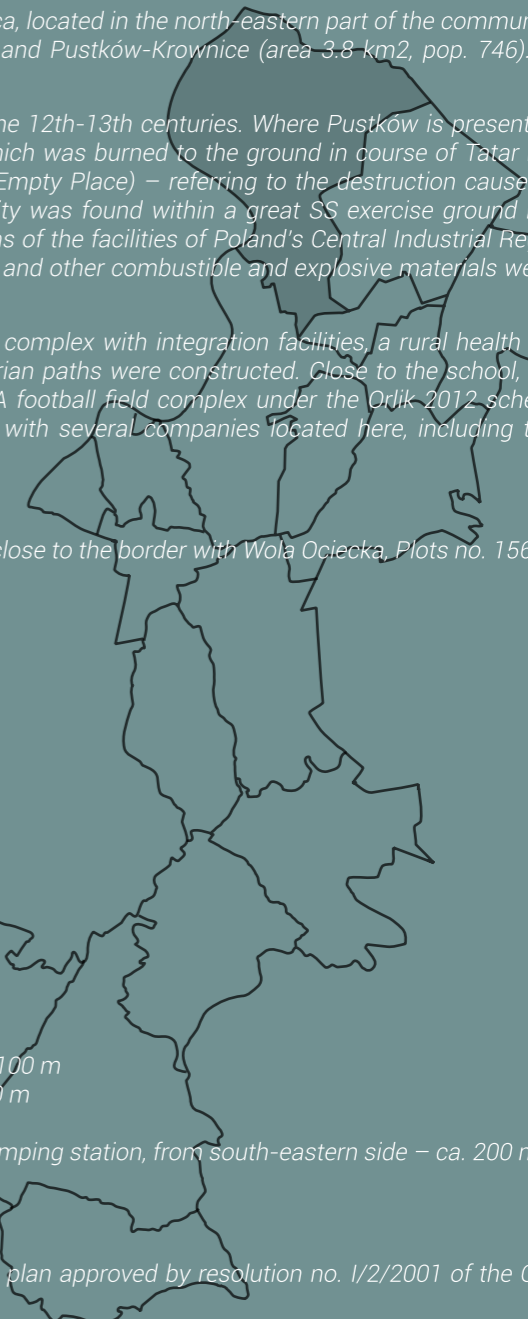 ca, located in the north-eastern part of the commun
and Pustków-Krownice (area 3.8 km2, pop. 746).
he 12th-13th centuries. Where Pustków is present
hich was burned to the ground in course of Tatar
Empty Place) – referring to the destruction cause
ity was found within a great SS exercise ground
ns of the facilities of Poland's Central Industrial Re
and other combustible and explosive materials we
complex with integration facilities, a rural health
rian paths were constructed. Close to the school,
A football field complex under the Orlik 2012 sche
with several companies located here, including t
close to the border with Wola Ociecka, Plots no. 156
100 m
0 m
mping station, from south-eastern side – ca. 200 m
plan approved by resolution no. I/2/2001 of the C